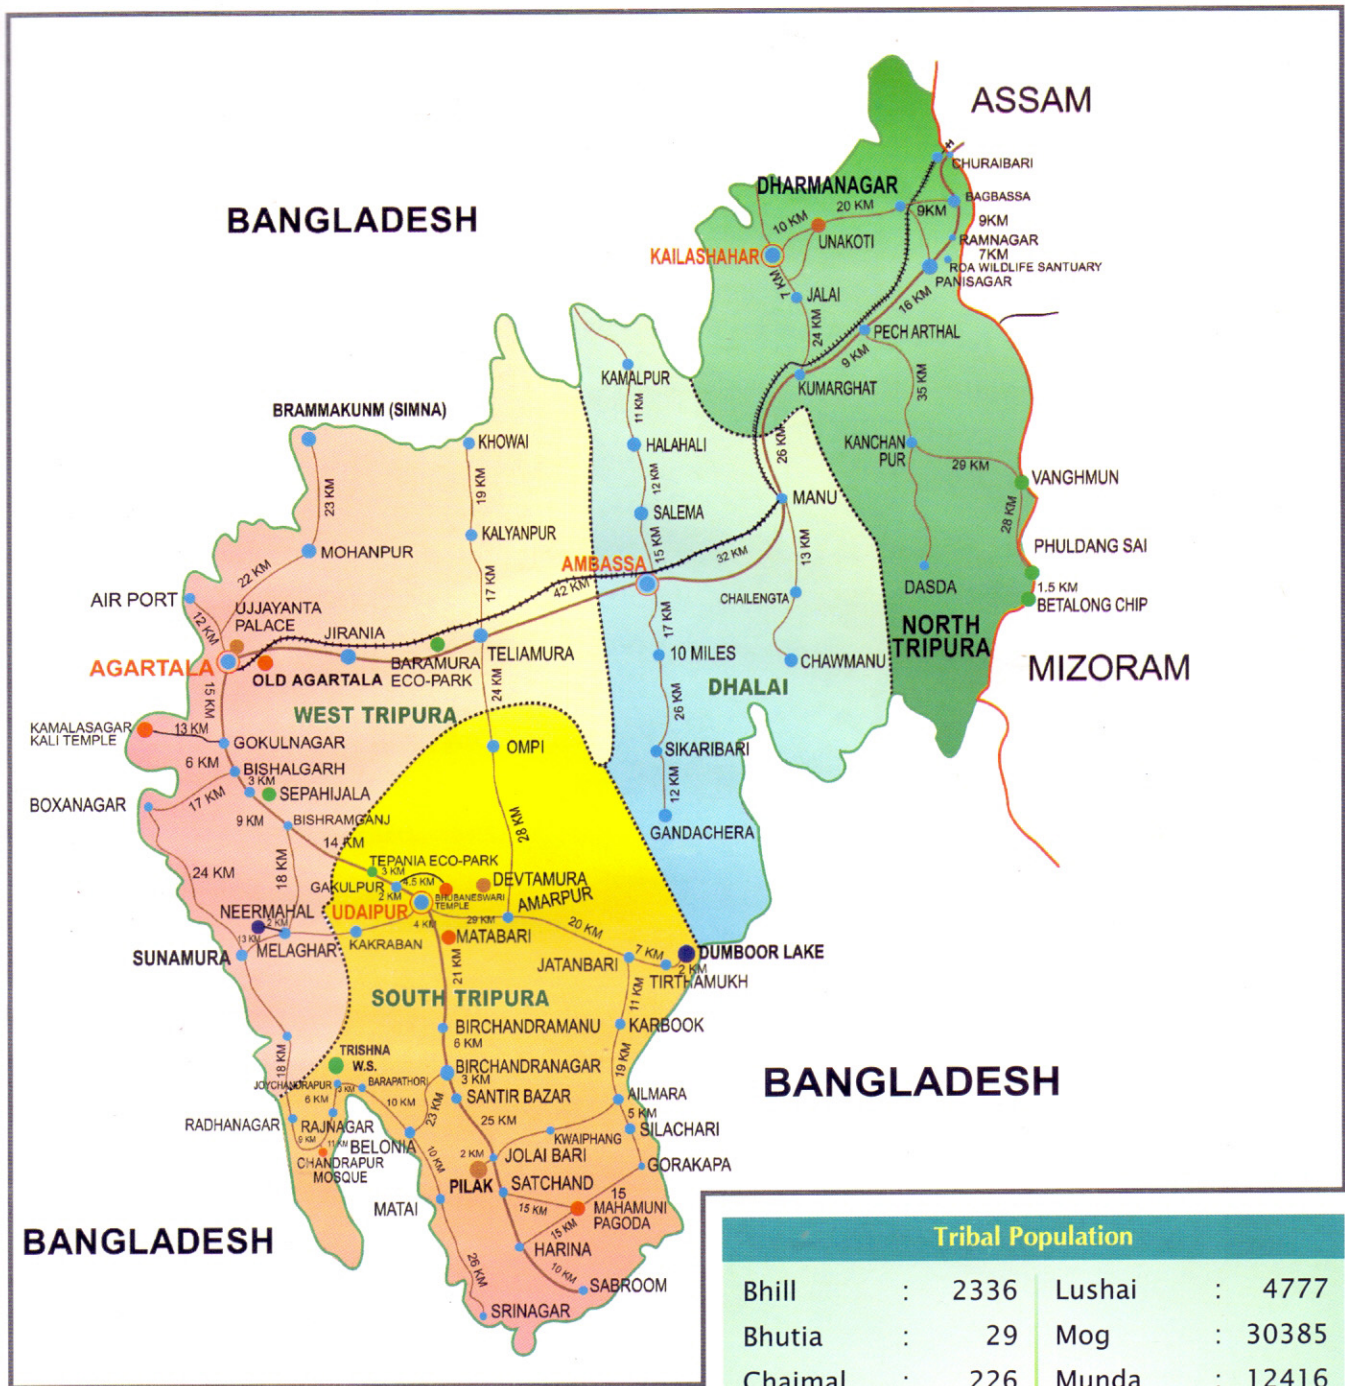 ASSAM
CHURAIBARI
DHARMANAGAR
BAGBASSA
20 KM
9KM
10 KM
9KM
BANGLADESH
UNAKOTI
RAMNAGAR
7KM
KAILASHAHAR
ROA WILDLIFE SANTUARY
PANISAGAR
7 KM
JALAI
16 KM
24 KM
PECH ARTHAL
9 KM
KAMALPUR
KUMARGHAT
35 KM
11 KM
BRAMMAKUNM (SIMNA)
KHOWAI
HALAHALI
26 KM
KANCHAN
PUR
29 KM
VANGHMUN
23 KM
19 KM
12 KM
MANU
SALEMA
28 KM
KALYANPUR
15 KM
PHULDANG SAI
MOHANPUR
32 KM
13 KM
AMBASSA
22 KM
42 KM
DASDA
1.5 KM
BETALONG CHIP
AIR PORT
17 KM
CHAILENGTA
UJJAYANTA
PALACE
12 KM
JIRANIA
17 KM
NORTH
TRIPURA
AGARTALA
OLD AGARTALA
BARAMURA
ECO-PARK
TELIAMURA
10 MILES
CHAWMANU
MIZORAM
15 KM
24 KM
DHALAI
26 KM
WEST TRIPURA
KAMALASAGAR
KALI TEMPLE
13 KM
GOKULNAGAR
OMPI
SIKARIBARI
6 KM
BISHALGARH
3 KM
SEPAHIJALA
12 KM
BOXANAGAR
17 KM
9 KM
BISHRAMGANJ
28 KM
GANDACHERA
14 KM
24 KM
18 KM
TEPANIA ECO-PARK
3 KM
4.5 KM
DEVTAMURA
GAKULPUR
2 KM
BHUBANESWARI
TEMPLE
AMARPUR
NEERMAHAL
2 KM
UDAIPUR
4 KM
29 KM
20 KM
13 KM
MELAGHAR
KAKRABAN
MATABARI
7 KM
DUMBOOR LAKE
SUNAMURA
21 KM
JATANBARI
2 KM
TIRTHAMUKH
SOUTH TRIPURA
11 KM
BIRCHANDRAMANU
KARBOOK
6 KM
TRISHNA
W.S.
18 KM
BIRCHANDRANAGAR
19 KM
BANGLADESH
JOYCHANDRAPUR
BARAPATHORI
3 KM
6 KM
10 KM
23 KM
SANTIR BAZAR
AILMARA
RADHANAGAR
RAJNAGAR
25 KM
5 KM
KWAIPHANG
SILACHARI
9 KM
11 KM
BELONIA
CHANDRAPUR
MOSQUE
10 KM
2 KM
JOLAI BARI
GORAKAPA
PILAK
SATCHAND
15
MATAI
15 KM
MAHAMUNI
PAGODA
15 KM
BANGLADESH
HARINA
26 KM
10 KM
SABROOM
SRINAGAR
Tribal Population
Bhill : 2336 Lushai : 4777
Bhutia : 29 Mog : 30385
Chaimal : 226 Munda : 12416